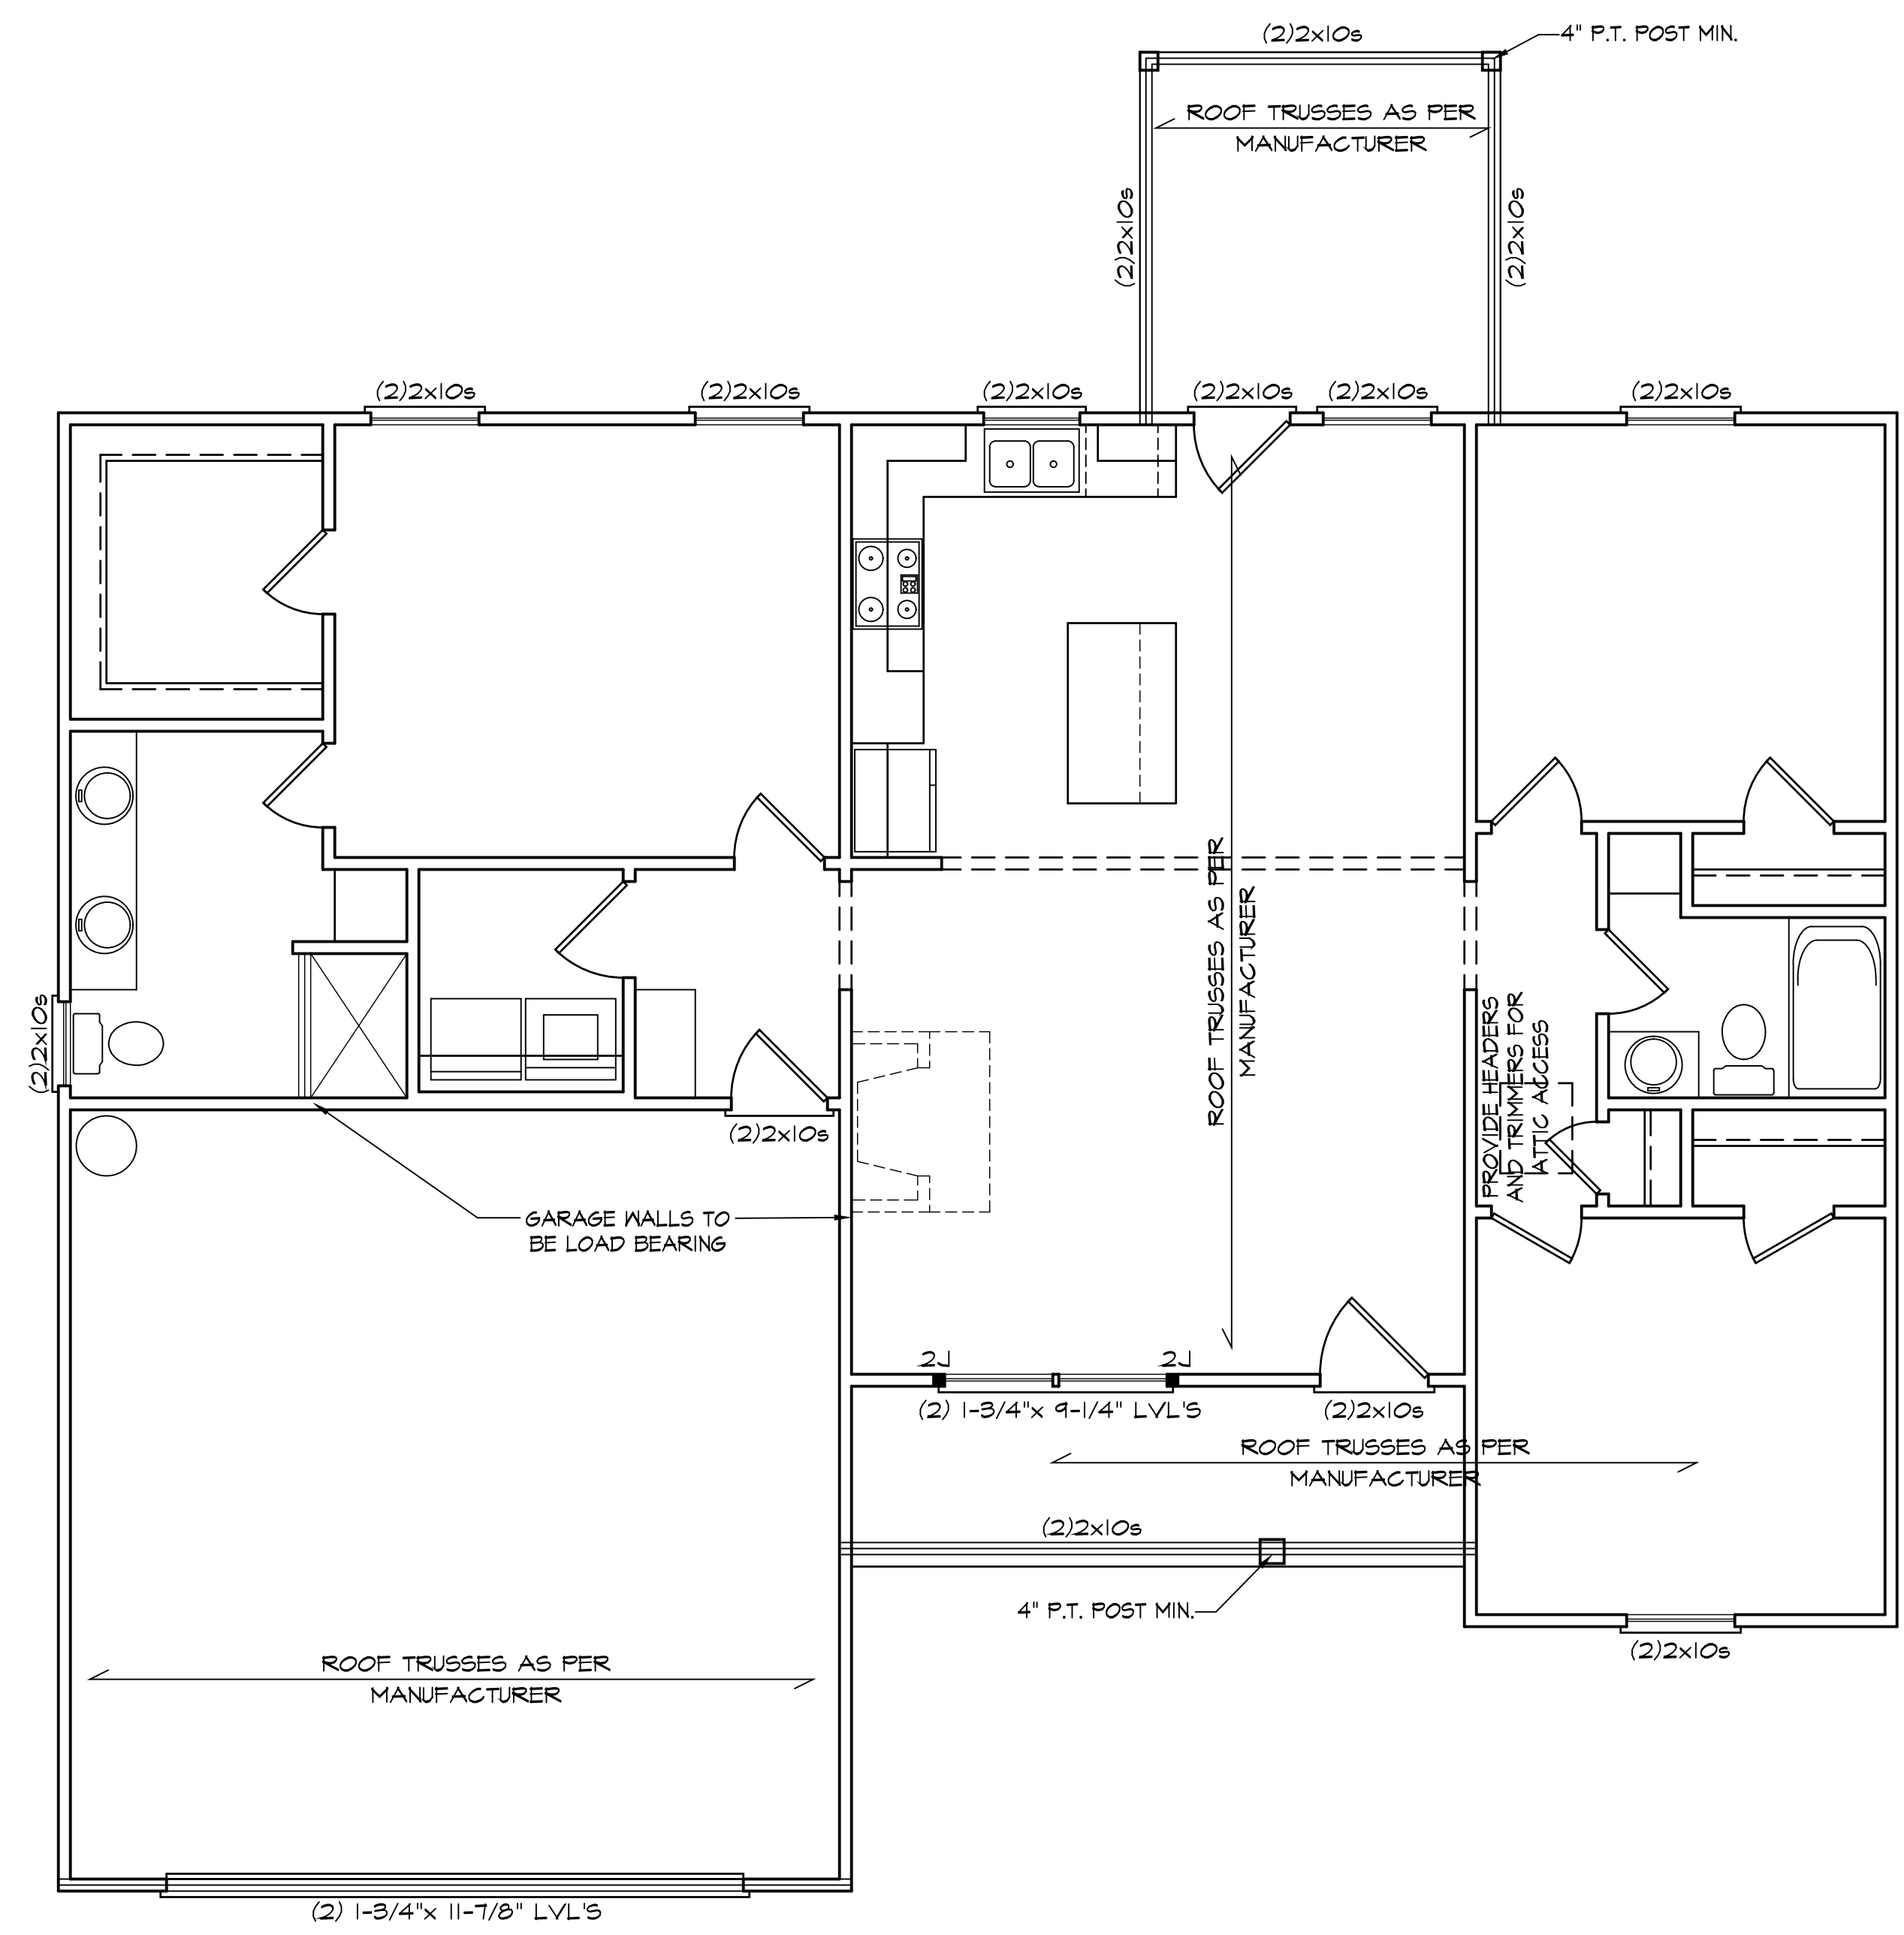 (2)2x10s
4" P.T. POST MIN.
ROOF TRUSSES AS PER
MANUFACTURER
(2)2x10s
(2)2x10s
(2)2x10s
(2)2x10s
(2)2x10s
(2)2x10s
(2)2x10s
(2)2x10s
ROOF TRUSSES AS PER
MANUFACTURER
(2)2x10s
PROVIDE HEADERS
AND TRIMMERS FOR
ATTIC ACCESS
(2)2x10s
GARAGE WALLS TO
BE LOAD BEARING
2J
2J
(2) 1-3/4"x 9-1/4" LVL'S
(2)2x10s
ROOF TRUSSES AS PER
MANUFACTURER
(2)2x10s
4" P.T. POST MIN.
(2)2x10s
ROOF TRUSSES AS PER
MANUFACTURER
(2) 1-3/4"x 11-7/8" LVL'S